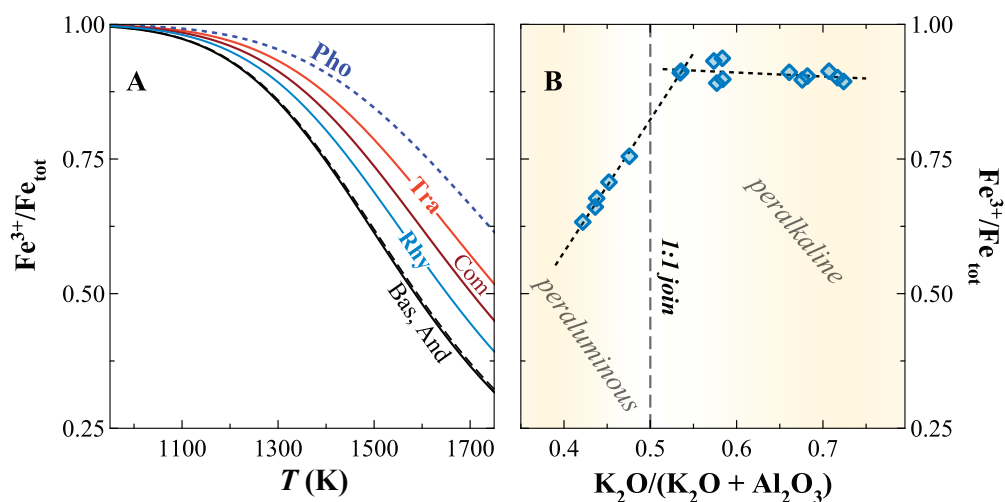 1.00
0.75
0.50
0.25
Fe³⁺/Fe_tot
A
Pho
Tra
Com
Rhy
Bas, And
1100
1300
1500
1700
T (K)
B
peraluminous
1:1 join
peralkaline
0.4
0.5
0.6
0.7
K₂O/(K₂O + Al₂O₃)
1.00
0.75
0.50
0.25
Fe³⁺/Fe_tot